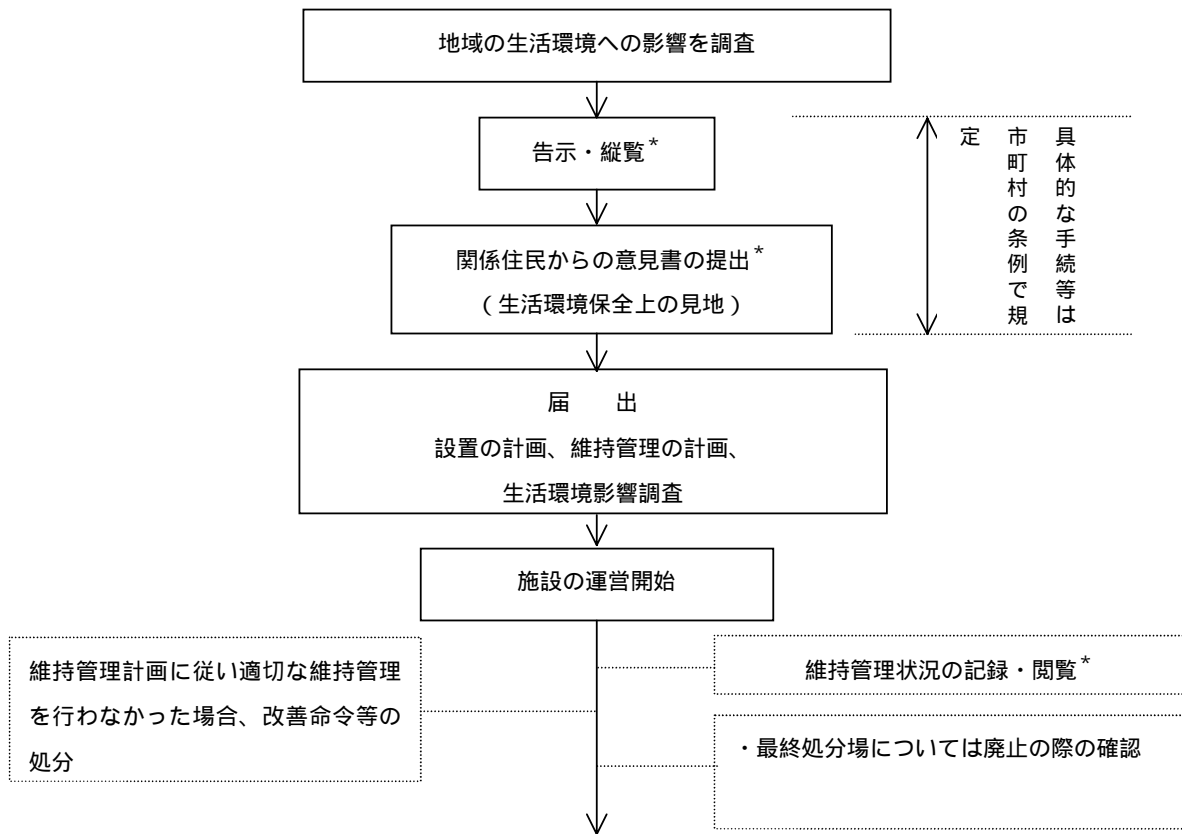 地域の生活環境への影響を調査
告示・縦覧*
関係住民からの意見書の提出*
(生活環境保全上の見地)
具体的な手続等は
市町村の条例で規
定
届　　出
設置の計画、維持管理の計画、
生活環境影響調査
施設の運営開始
維持管理計画に従い適切な維持管理
を行わなかった場合、改善命令等の
処分
維持管理状況の記録・閲覧*
・最終処分場については廃止の際の確認